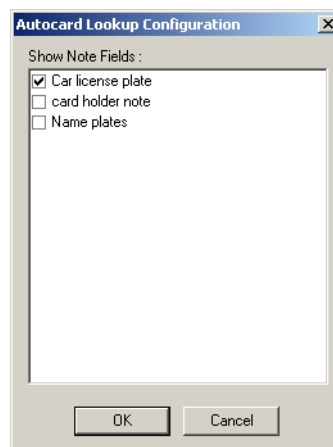 Autocard Lookup Configuration
Show Note Fields :
Car license plate
card holder note
Name plates
OK Cancel